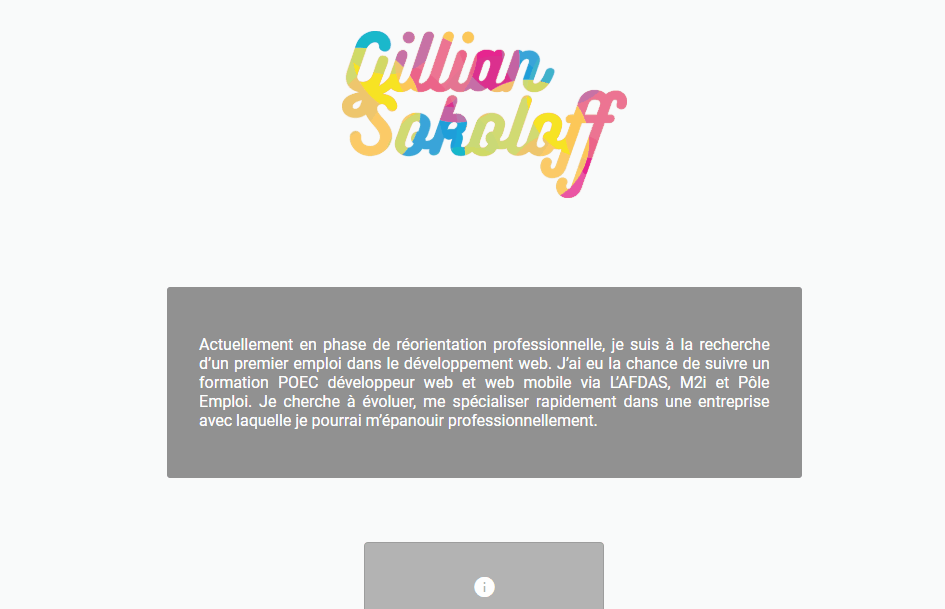 Gillian
Sokoloff
Actuellement en phase de réorientation professionnelle, je suis à la recherche
d’un premier emploi dans le développement web. J’ai eu la chance de suivre un
formation POEC développeur web et web mobile via L’AFDAS, M2i et Pôle
Emploi. Je cherche à évoluer, me spécialiser rapidement dans une entreprise
avec laquelle je pourrai m’épanouir professionnellement.